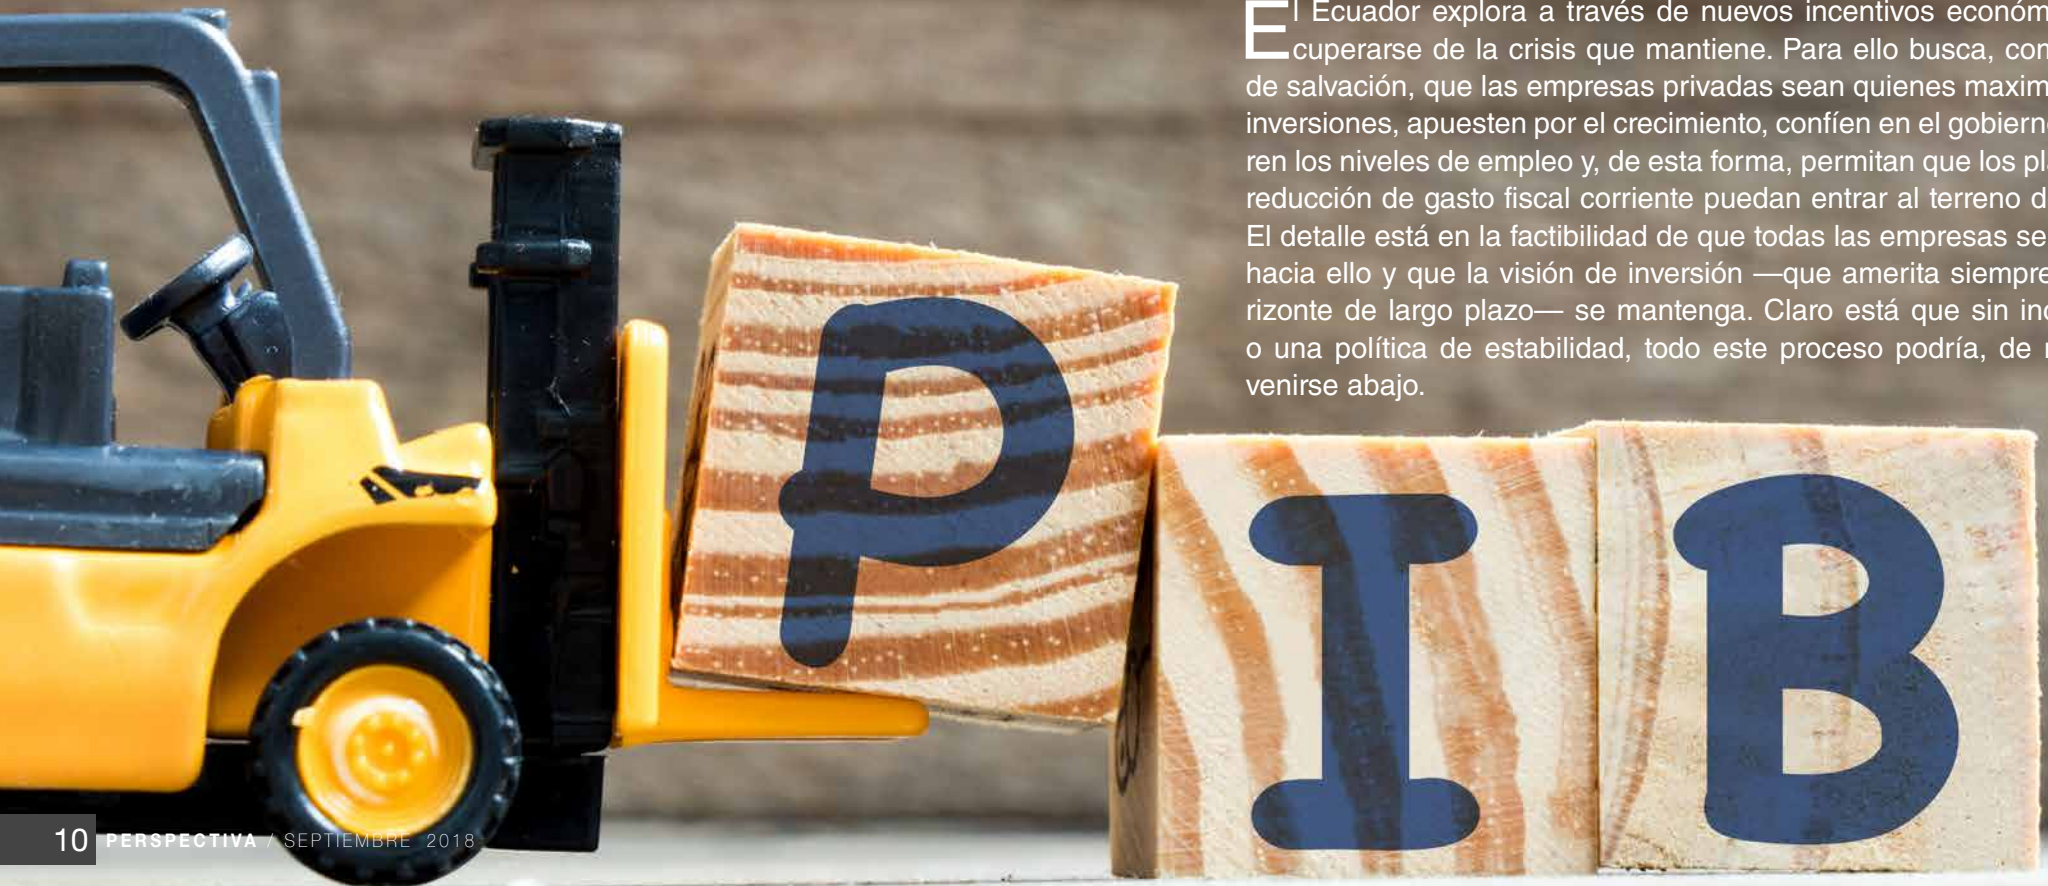 El Ecuador explora a través de nuevos incentivos económ
cuperarse de la crisis que mantiene. Para ello busca, con
de salvación, que las empresas privadas sean quienes maxim
inversiones, apuesten por el crecimiento, confíen en el gobierno
ren los niveles de empleo y, de esta forma, permitan que los pl
reducción de gasto fiscal corriente puedan entrar al terreno d
El detalle está en la factibilidad de que todas las empresas se
hacia ello y que la visión de inversión —que amerita siempre
rizonte de largo plazo— se mantenga. Claro está que sin inc
o una política de estabilidad, todo este proceso podría, de
venirse abajo.
P I B
10 PERSPECTIVA / SEPTIEMBRE 2018